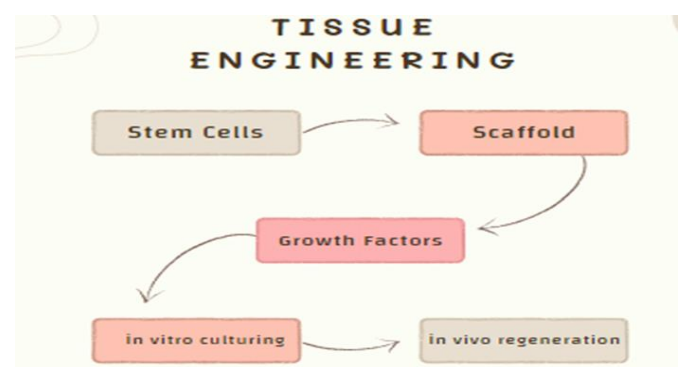 TISSUE
ENGINEERING
Stem Cells
Scaffold
Growth Factors
in vitro culturing
in vivo regeneration